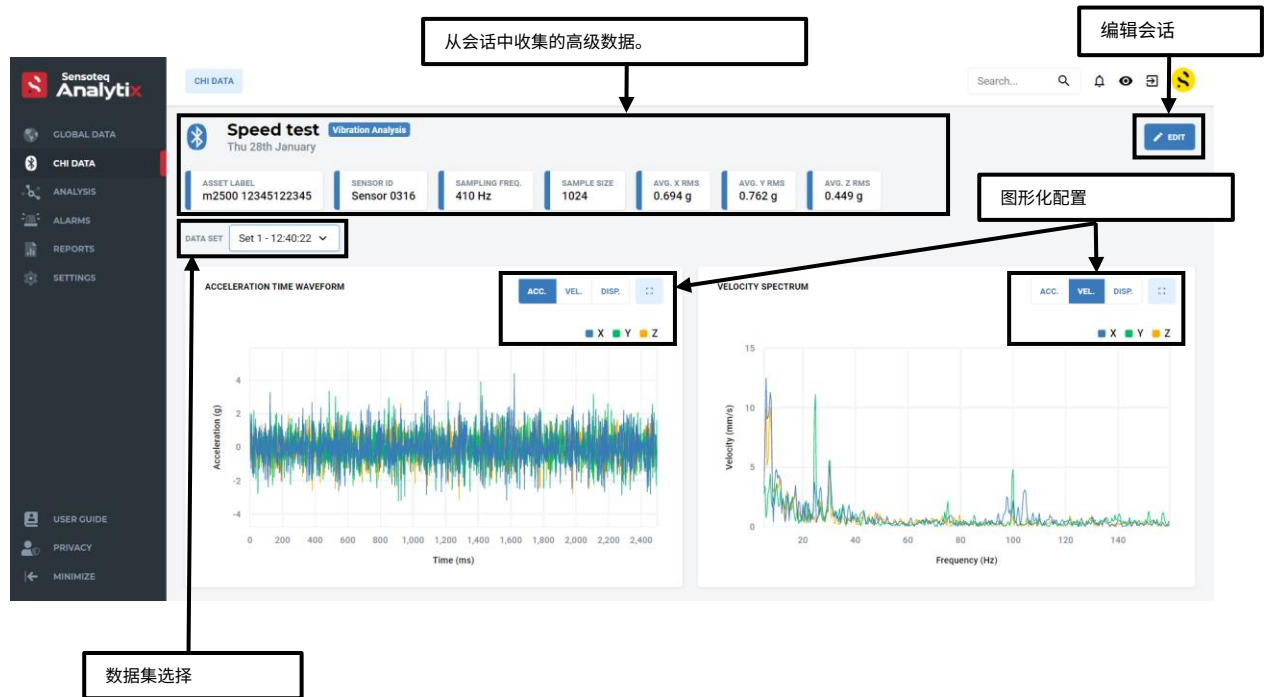 从会话中收集的高级数据。
编辑会话
Sensoteq
Analytix
CHI DATA
Search...
GLOBAL DATA
CHI DATA
ANALYSIS
ALARMS
REPORTS
SETTINGS
USER GUIDE
PRIVACY
MINIMIZE
Speed test Vibration Analysis
Thu 28th January
EDIT
ASSET LABEL
m2500 12345122345
SENSOR ID
Sensor 0316
SAMPLING FREQ.
410 Hz
SAMPLE SIZE
1024
AVG. X RMS
0.694 g
AVG. Y RMS
0.762 g
AVG. Z RMS
0.449 g
图形化配置
DATA SET Set 1 - 12:40:22
ACCELERATION TIME WAVEFORM
ACC. VEL. DISP.
X Y Z
4
2
0
-2
-4
Acceleration (g)
0 200 400 600 800 1,000 1,200 1,400 1,600 1,800 2,000 2,200 2,400
Time (ms)
VELOCITY SPECTRUM
ACC. VEL. DISP.
X Y Z
15
10
5
0
Velocity (mm/s)
20 40 60 80 100 120 140
Frequency (Hz)
数据集选择